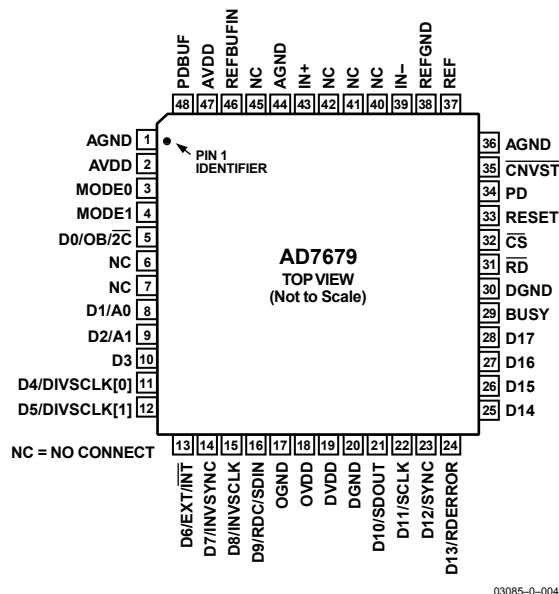 PDBUF
AVDD
REFBUFIN
NC
AGND
IN+
NC
NC
NC
IN–
REFGND
REF
48 47 46 45 44 43 42 41 40 39 38 37
AGND 1
AVDD 2
MODE0 3
MODE1 4
D0/OB/2C 5
NC 6
NC 7
D1/A0 8
D2/A1 9
D3 10
D4/DIVSCLK[0] 11
D5/DIVSCLK[1] 12
PIN 1
IDENTIFIER
AD7679
TOP VIEW
(Not to Scale)
36 AGND
35 CNVST
34 PD
33 RESET
32 CS
31 RD
30 DGND
29 BUSY
28 D17
27 D16
26 D15
25 D14
NC = NO CONNECT
13 14 15 16 17 18 19 20 21 22 23 24
D6/EXT/INT
D7/INVSYNC
D8/INVSCLK
D9/RDC/SDIN
OGND
OVDD
DVDD
DGND
D10/SDOUT
D11/SCLK
D12/SYNC
D13/RDERROR
03085–0–004